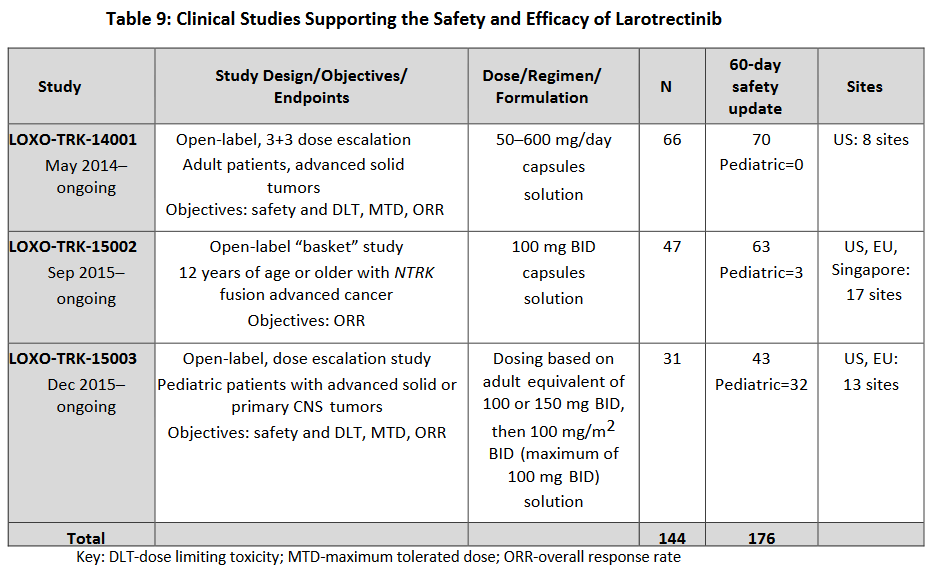 Table 9: Clinical Studies Supporting the Safety and Efficacy of Larotrectinib
Study
Study Design/Objectives/
Endpoints
Dose/Regimen/
Formulation
N
60-day
safety
update
Sites
LOXO-TRK-14001
May 2014–
ongoing
Open-label, 3+3 dose escalation
Adult patients, advanced solid
tumors
Objectives: safety and DLT, MTD, ORR
50–600 mg/day
capsules
solution
66
70
Pediatric=0
US: 8 sites
LOXO-TRK-15002
Sep 2015–
ongoing
Open-label “basket” study
12 years of age or older with NTRK
fusion advanced cancer
Objectives: ORR
100 mg BID
capsules
solution
47
63
Pediatric=3
US, EU,
Singapore:
17 sites
LOXO-TRK-15003
Dec 2015–
ongoing
Open-label, dose escalation study
Pediatric patients with advanced solid or
primary CNS tumors
Objectives: safety and DLT, MTD, ORR
Dosing based on
adult equivalent of
100 or 150 mg BID,
then 100 mg/m2
BID (maximum of
100 mg BID)
solution
31
43
Pediatric=32
US, EU:
13 sites
Total
144
176
Key: DLT-dose limiting toxicity; MTD-maximum tolerated dose; ORR-overall response rate